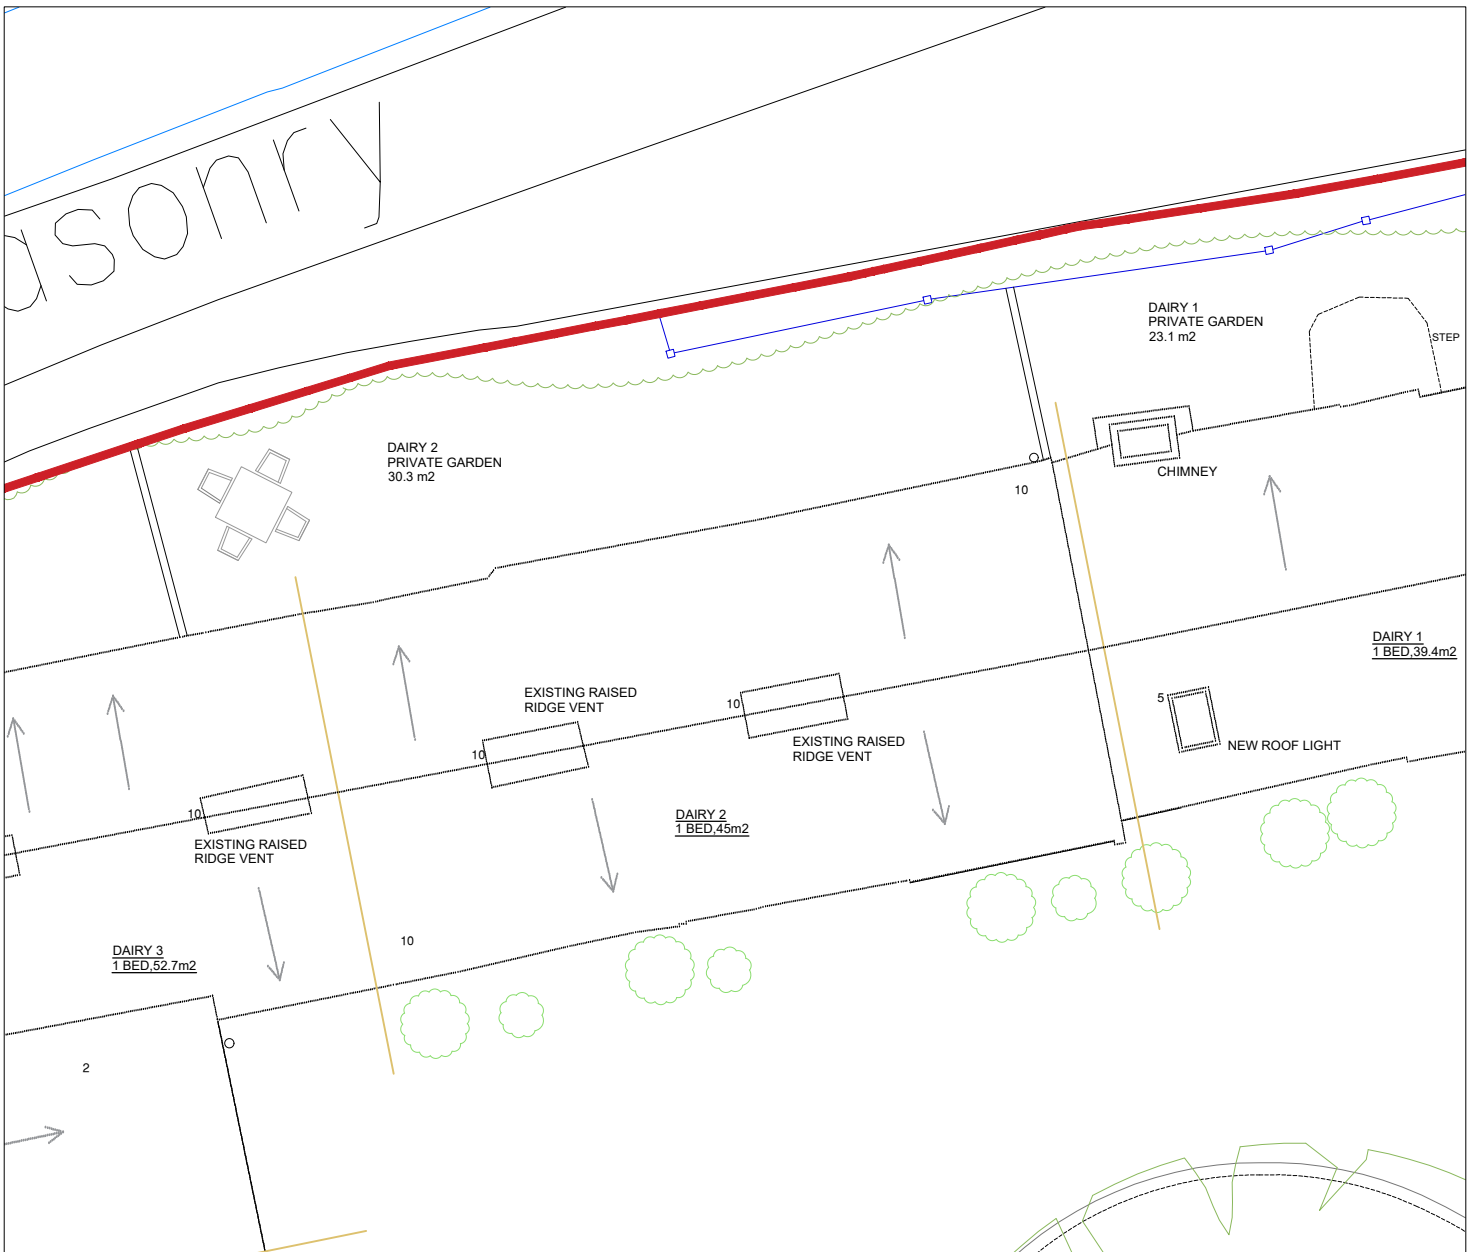 asonry
DAIRY 1
PRIVATE GARDEN
23.1 m2
STEP
DAIRY 2
PRIVATE GARDEN
30.3 m2
CHIMNEY
10
DAIRY 1
1 BED,39.4m2
EXISTING RAISED
RIDGE VENT
10
5
EXISTING RAISED
RIDGE VENT
NEW ROOF LIGHT
10
10
DAIRY 2
1 BED,45m2
EXISTING RAISED
RIDGE VENT
10
DAIRY 3
1 BED,52.7m2
2